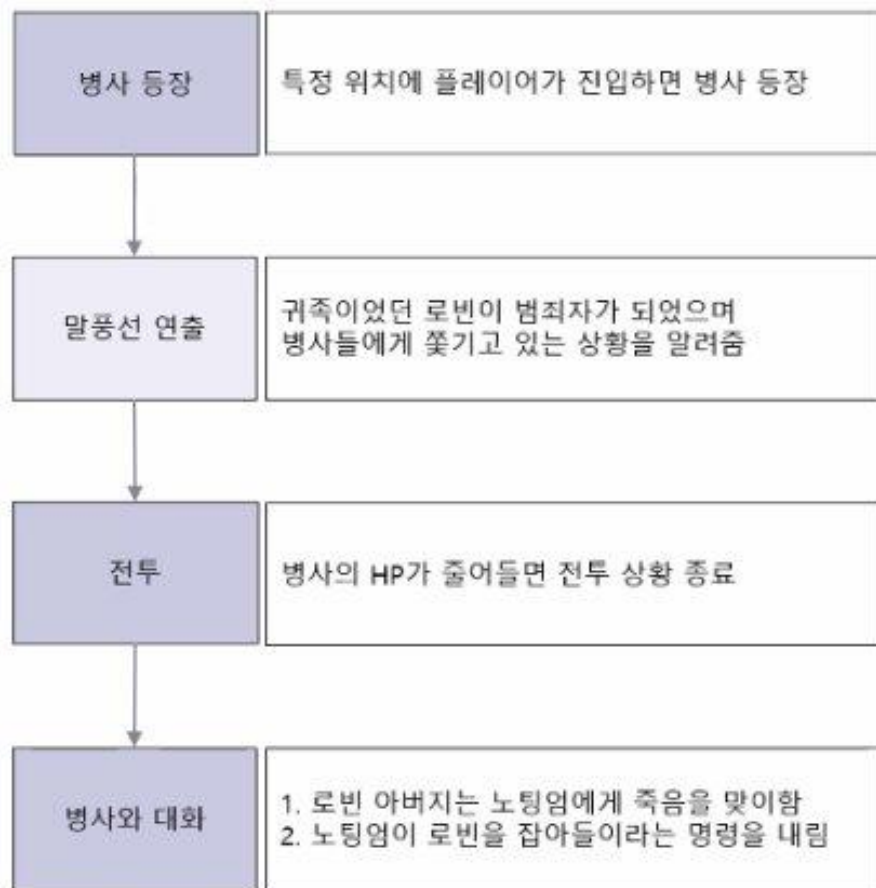 병사 등장
특정 위치에 플레이어가 진입하면 병사 등장
말풍선 연출
귀족이었던 로빈이 범죄자가 되었으며
병사들에게 쫓기고 있는 상황을 알려줌
전투
병사의 HP가 줄어들면 전투 상황 종료
병사와 대화
1. 로빈 아버지는 노팅엄에게 죽음을 맞이함
2. 노팅엄이 로빈을 잡아들이라는 명령을 내림